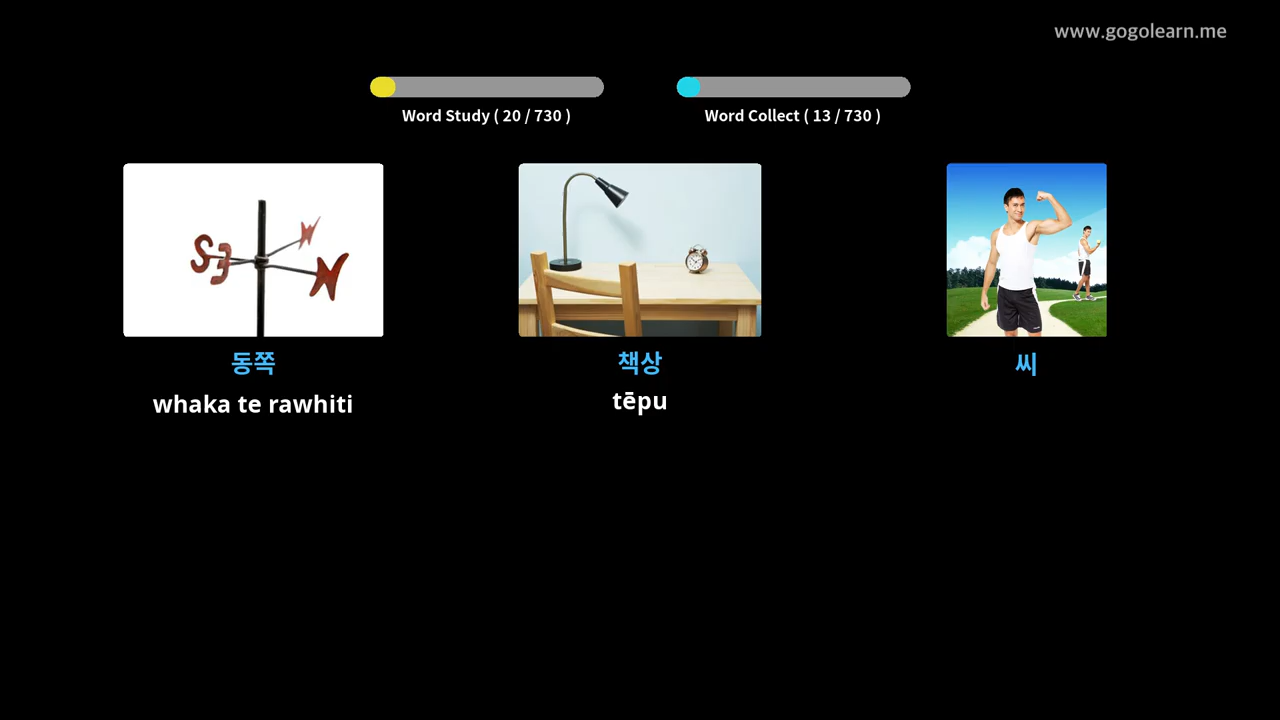 www.gogolearn.me
Word Study ( 20 / 730 )
Word Collect ( 13 / 730 )
S E N W
동쪽
책상
씨
whaka te rawhiti
tēpu